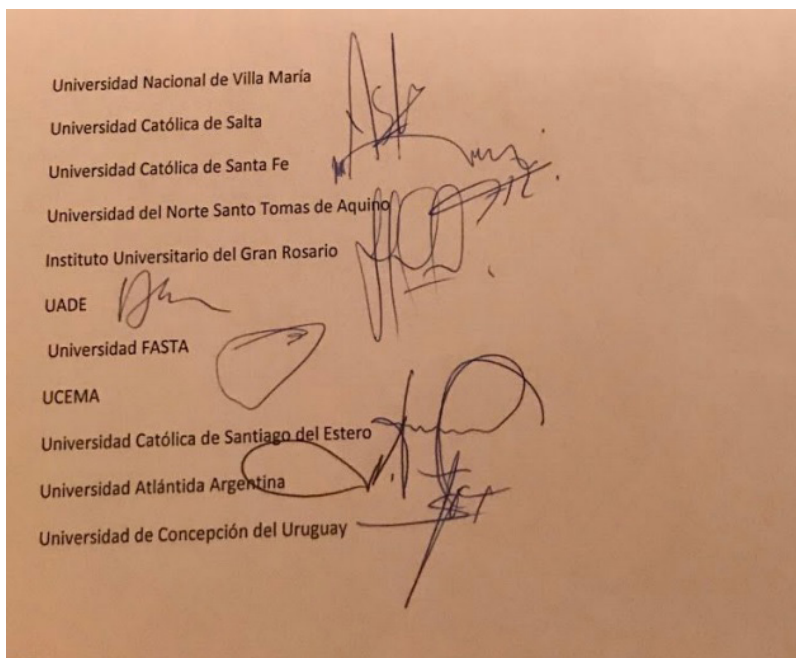 Universidad Nacional de Villa María
Universidad Católica de Salta
Universidad Católica de Santa Fe
Universidad del Norte Santo Tomas de Aquino
Instituto Universitario del Gran Rosario
UADE
Universidad FASTA
UCEMA
Universidad Católica de Santiago del Estero
Universidad Atlántida Argentina
Universidad de Concepción del Uruguay